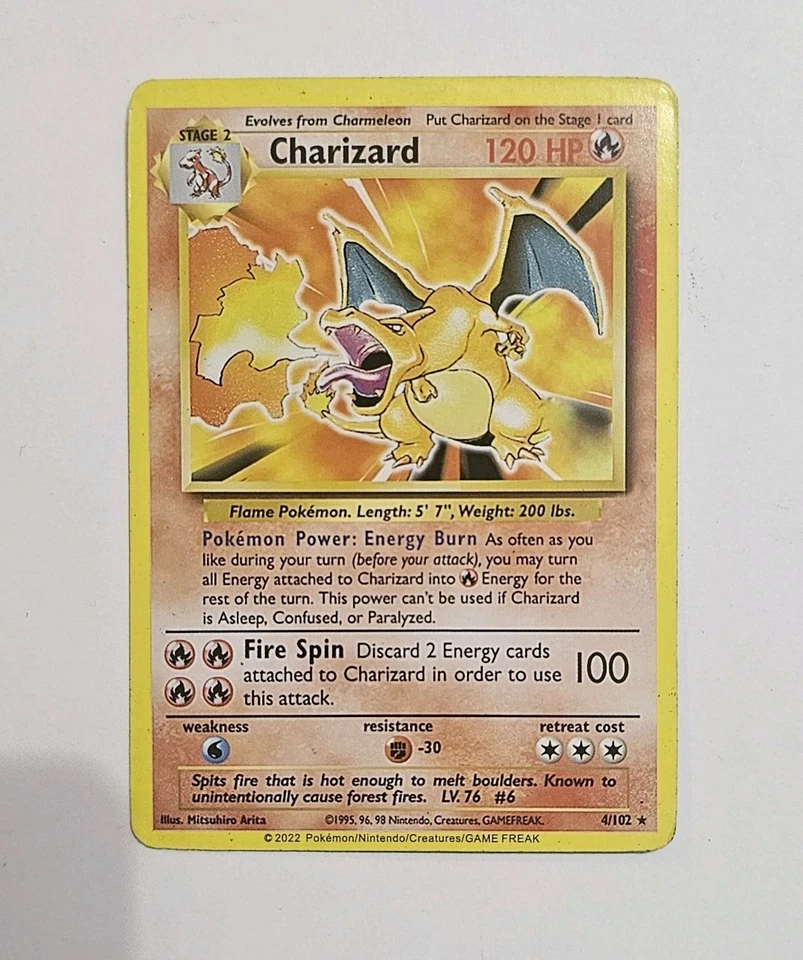 Evolves from Charmeleon Put Charizard on the Stage 1 card
STAGE 2
Charizard 120 HP
Flame Pokémon. Length: 5' 7", Weight: 200 lbs.
Pokémon Power: Energy Burn As often as you
like during your turn (before your attack), you may turn
all Energy attached to Charizard into Energy for the
rest of the turn. This power can't be used if Charizard
is Asleep, Confused, or Paralyzed.
Fire Spin Discard 2 Energy cards
attached to Charizard in order to use 100
this attack.
weakness resistance retreat cost
-30
Spits fire that is hot enough to melt boulders. Known to
unintentionally cause forest fires. LV. 76 #6
Illus. Mitsuhiro Arita ©1995, 96, 98 Nintendo, Creatures, GAMEFREAK. 4/102 ★
© 2022 Pokémon/Nintendo/Creatures/GAME FREAK